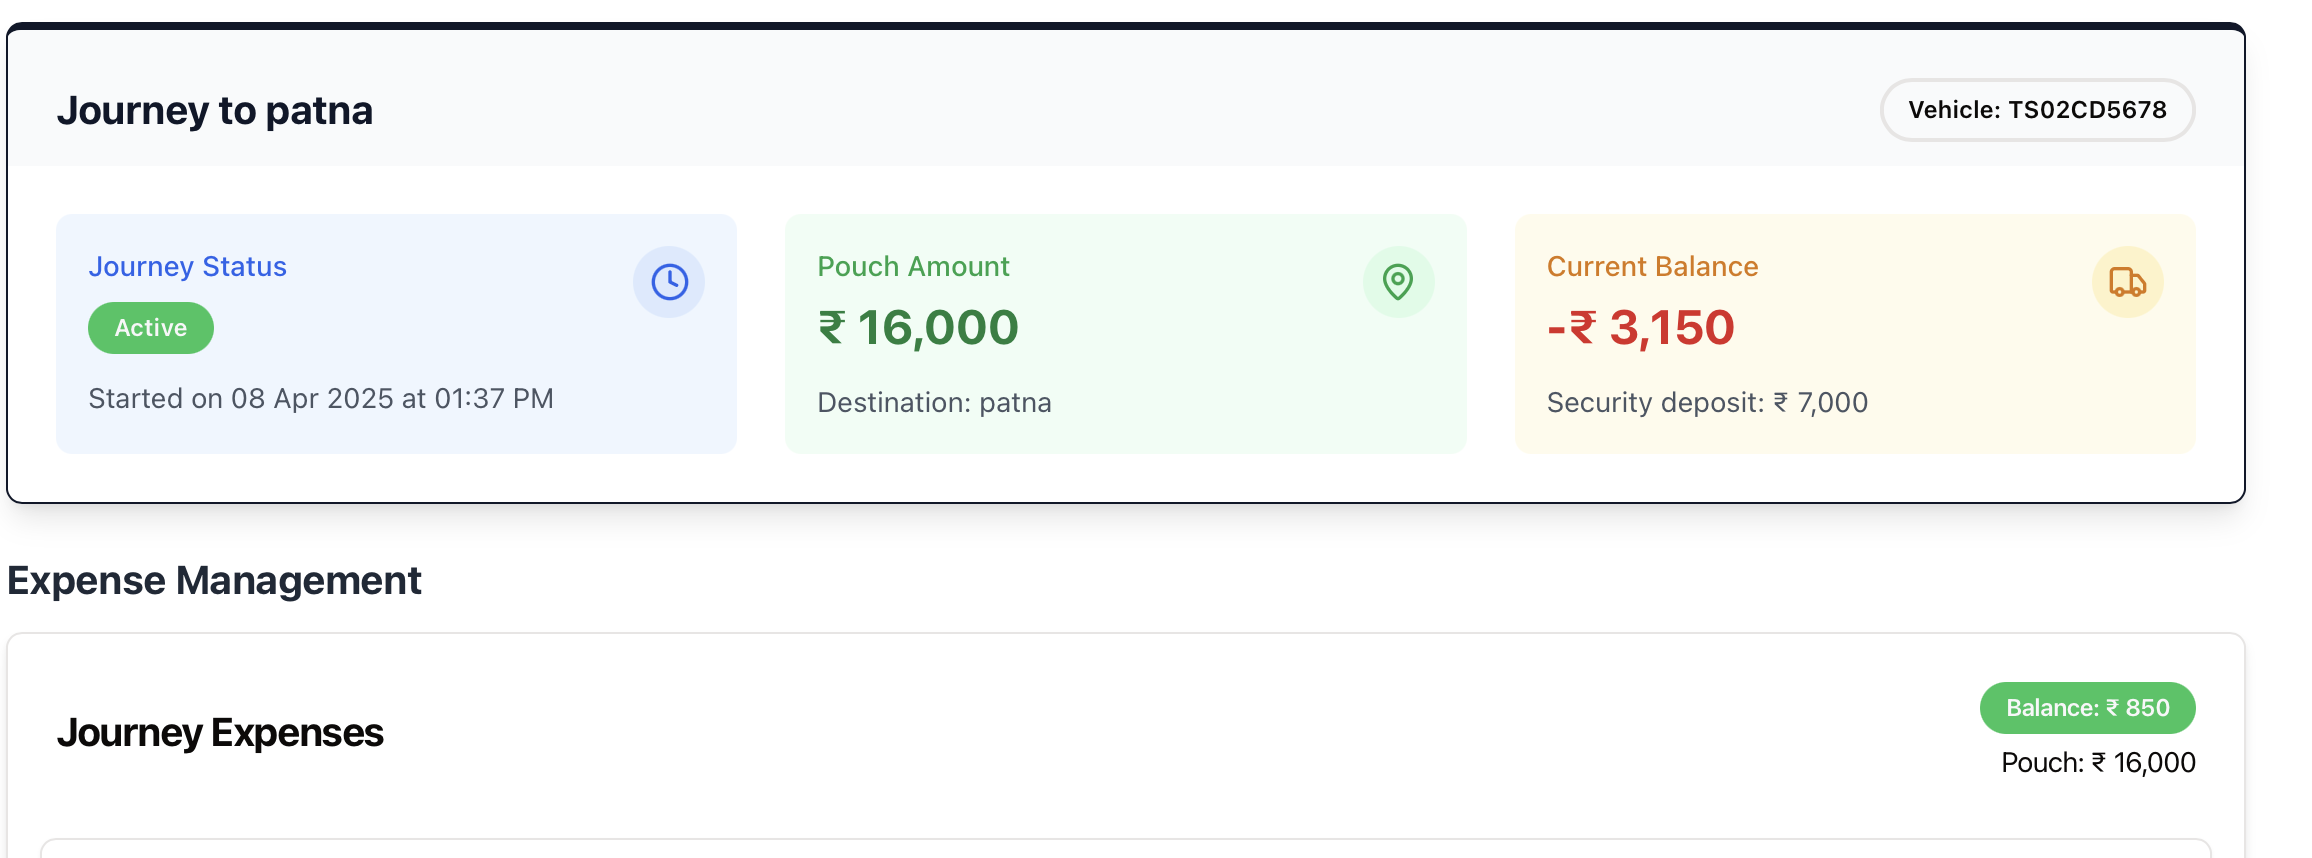 Journey to patna
Vehicle: TS02CD5678
Journey Status
Active
Started on 08 Apr 2025 at 01:37 PM
Pouch Amount
₹ 16,000
Destination: patna
Current Balance
-₹ 3,150
Security deposit: ₹ 7,000
Expense Management
Journey Expenses
Balance: ₹ 850
Pouch: ₹ 16,000